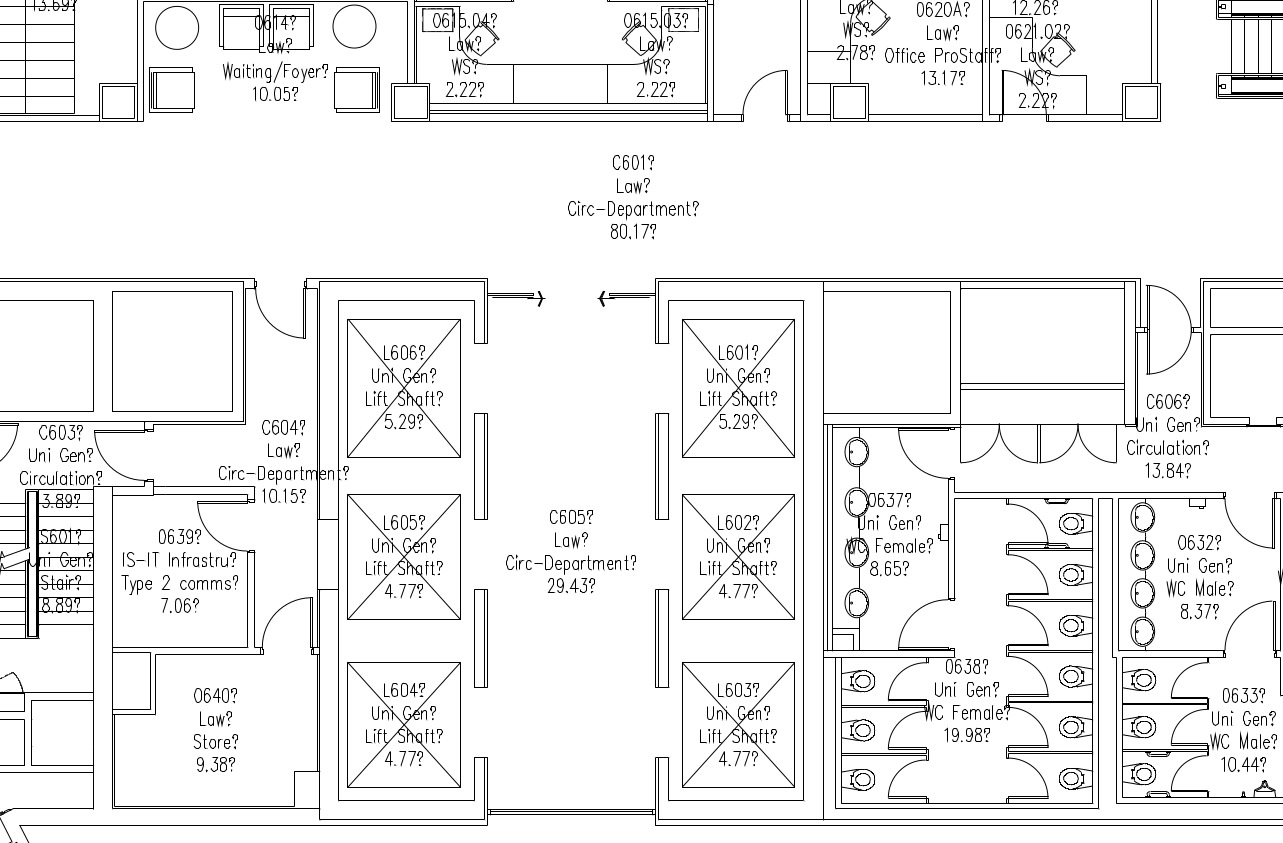 13.69?
0614?
Law?
Waiting/Foyer?
10.05?
0615.04?
Law?
WS?
2.22?
0615.03?
Law?
WS?
2.22?
Law?
WS?
2.78?
0620A?
Law?
Office ProStaff?
13.17?
12.26?
0621.02?
Law?
WS?
2.22?
C601?
Law?
Circ-Department?
80.17?
C603?
Uni Gen?
Circulation?
13.89?
S601?
Uni Gen?
Stair?
8.89?
C604?
Law?
Circ-Department?
10.15?
0639?
IS-IT Infrastru?
Type 2 comms?
7.06?
0640?
Law?
Store?
9.38?
L606?
Uni Gen?
Lift Shaft?
5.29?
L605?
Uni Gen?
Lift Shaft?
4.77?
L604?
Uni Gen?
Lift Shaft?
4.77?
C605?
Law?
Circ-Department?
29.43?
L601?
Uni Gen?
Lift Shaft?
5.29?
L602?
Uni Gen?
Lift Shaft?
4.77?
L603?
Uni Gen?
Lift Shaft?
4.77?
0637?
Uni Gen?
WC Female?
8.65?
0638?
Uni Gen?
WC Female?
19.98?
C606?
Uni Gen?
Circulation?
13.84?
0632?
Uni Gen?
WC Male?
8.37?
0633?
Uni Gen?
WC Male?
10.44?